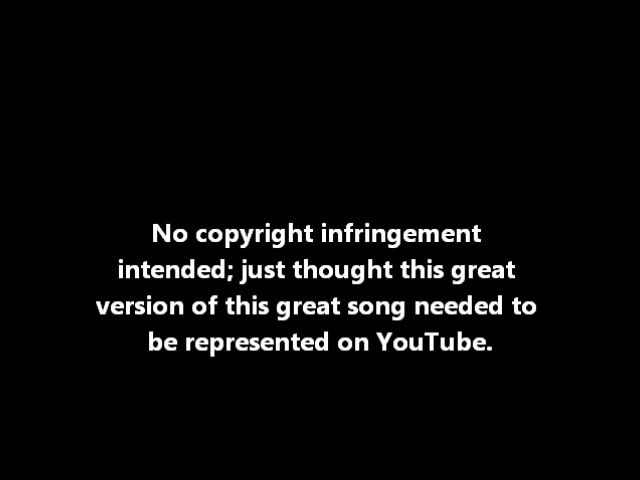 No copyright infringement
intended; just thought this great
version of this great song needed to
be represented on YouTube.